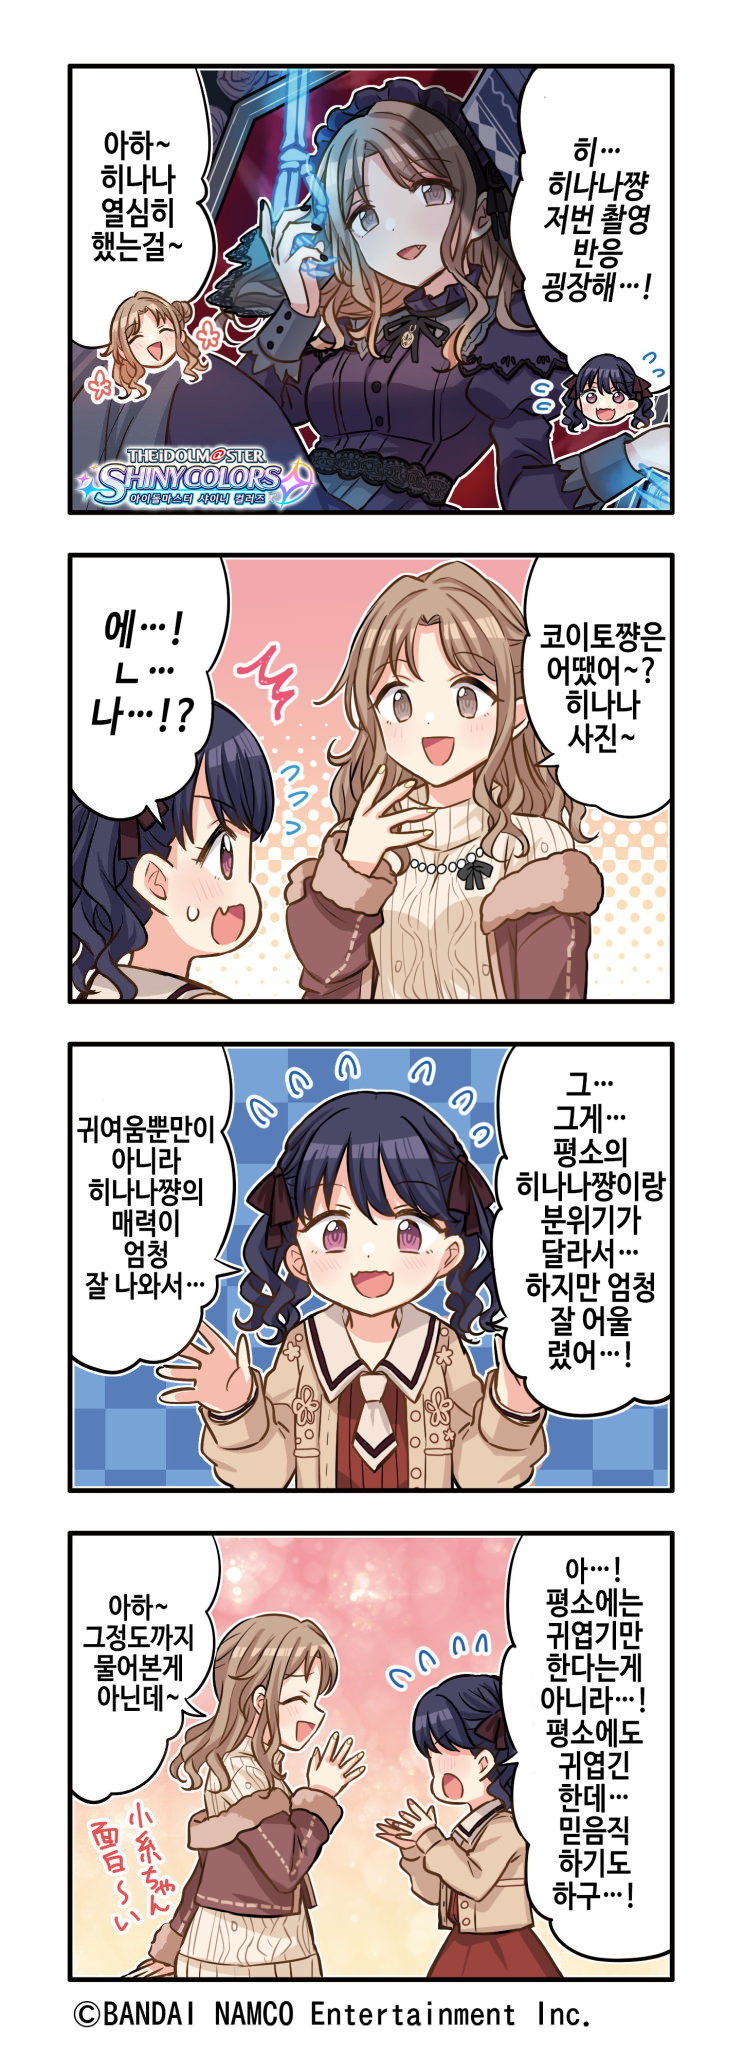 히…
히나나쨩
저번 촬영
반응
굉장해…!
아하~
히나나
열심히
했는걸~
THE iDOLM@STER
SHINYCOLORS
아이돌마스터 샤이니 컬러즈
코이토쨩은
어땠어~?
히나나
사진~
에…!
ㄴ…
나…!?
그…
그게…
평소의
히나나쨩이랑
분위기가
달라서…
하지만 엄청
잘 어울
렸어…!
귀여움뿐만이
아니라
히나나쨩의
매력이
엄청
잘 나와서…
아…!
평소에는
귀엽기만
한다는게
아니라…!
평소에도
귀엽긴
한데…
믿음직
하기도
하구…!
아하~
그정도까지
물어본게
아닌데~
小糸ちゃん
面白〜い
©BANDAI NAMCO Entertainment Inc.